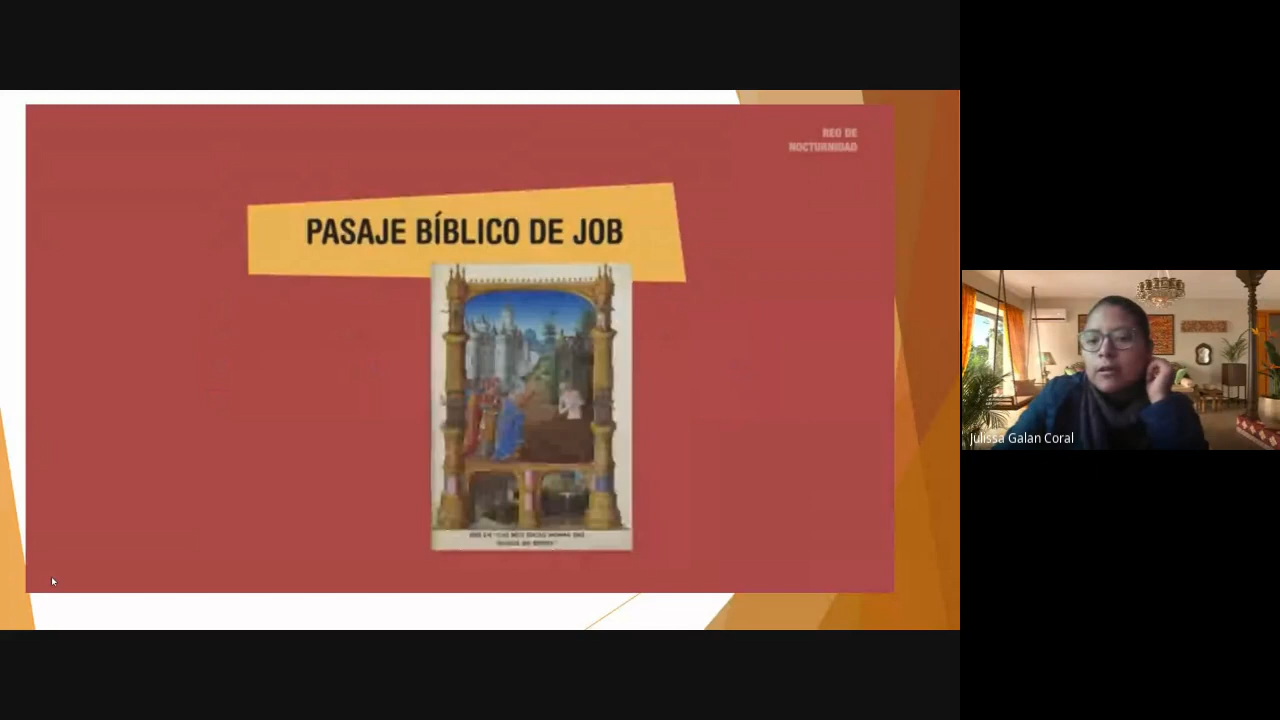 REO DE
NOCTURNIDAD
PASAJE BÍBLICO DE JOB
Julissa Galan Coral